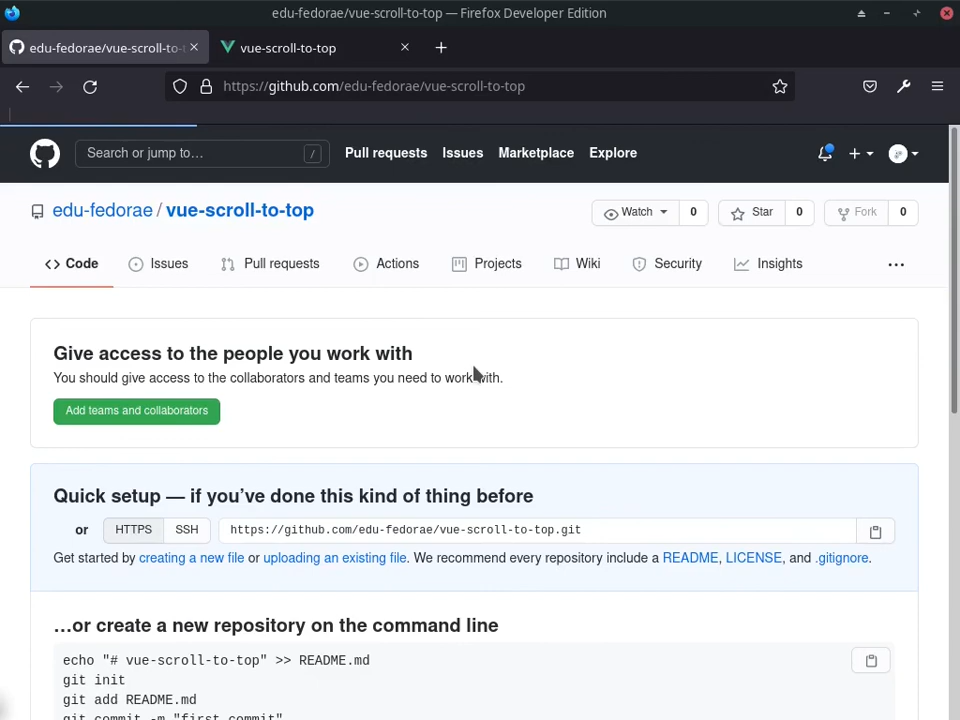 edu-fedorae/vue-scroll-to-top — Firefox Developer Edition
edu-fedorae/vue-scroll-to-t
vue-scroll-to-top
https://github.com/edu-fedorae/vue-scroll-to-top
Search or jump to…
/
Pull requests
Issues
Marketplace
Explore
edu-fedorae / vue-scroll-to-top
Watch
0
Star
0
Fork
0
Code
Issues
Pull requests
Actions
Projects
Wiki
Security
Insights
Give access to the people you work with
You should give access to the collaborators and teams you need to work with.
Add teams and collaborators
Quick setup — if you’ve done this kind of thing before
or
HTTPS
SSH
https://github.com/edu-fedorae/vue-scroll-to-top.git
Get started by creating a new file or uploading an existing file. We recommend every repository include a README, LICENSE, and .gitignore.
…or create a new repository on the command line
echo "# vue-scroll-to-top" >> README.md
git init
git add README.md
git commit -m "first commit"